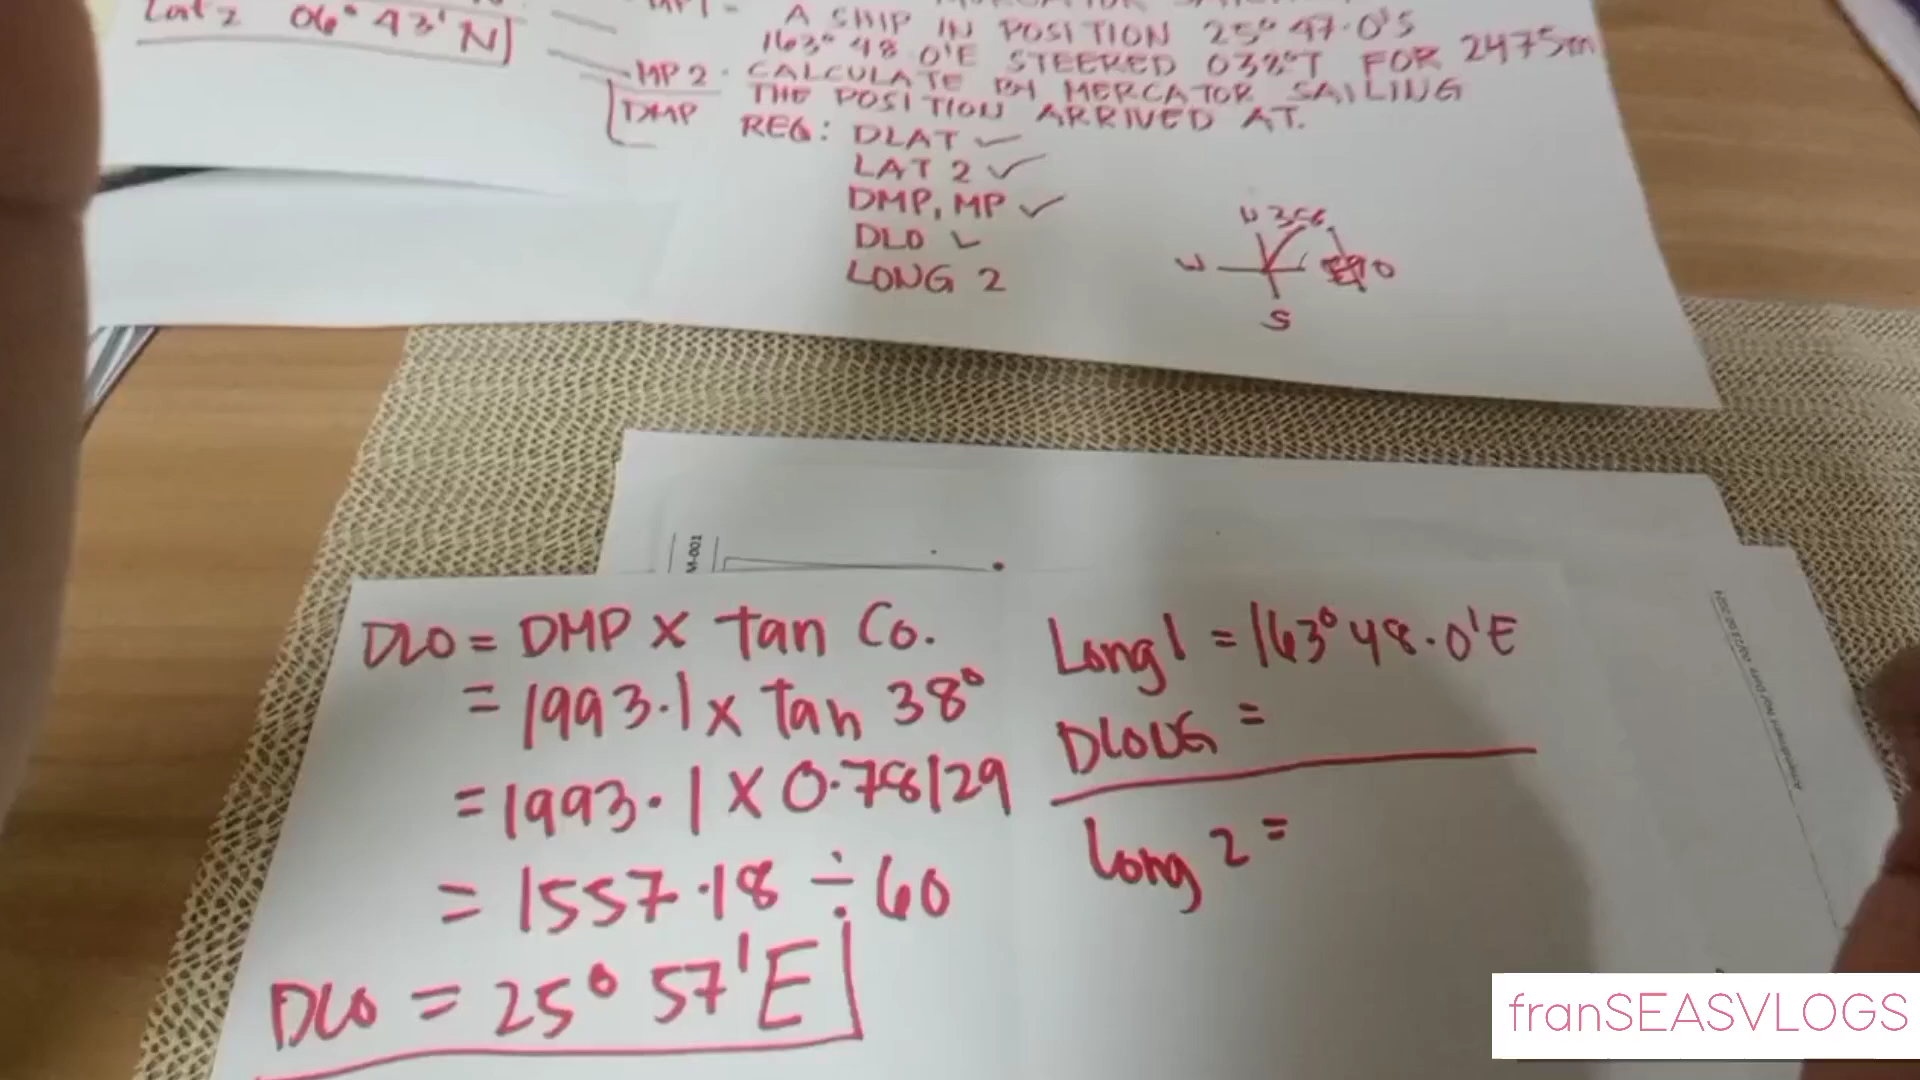 Lat 2 06° 43' N
A SHIP IN POSITION 25° 47.0'S
163° 48.0'E STEERED 038°T FOR 2475m
MP 2 - CALCULATE BY MERCATOR SAILING
DMP THE POSITION ARRIVED AT.
REQ: DLAT ✓
LAT 2 ✓
DMP, MP ✓
DLO ✓
LONG 2
N
W
S
M-001
DLO = DMP x tan Co.
= 1993.1 x tan 38°
= 1993.1 x 0.78129
= 1557.18 ÷ 60
DLO = 25° 57' E
Long 1 = 163° 48.0'E
DLONG =
Long 2 =
franSEASVLOGS